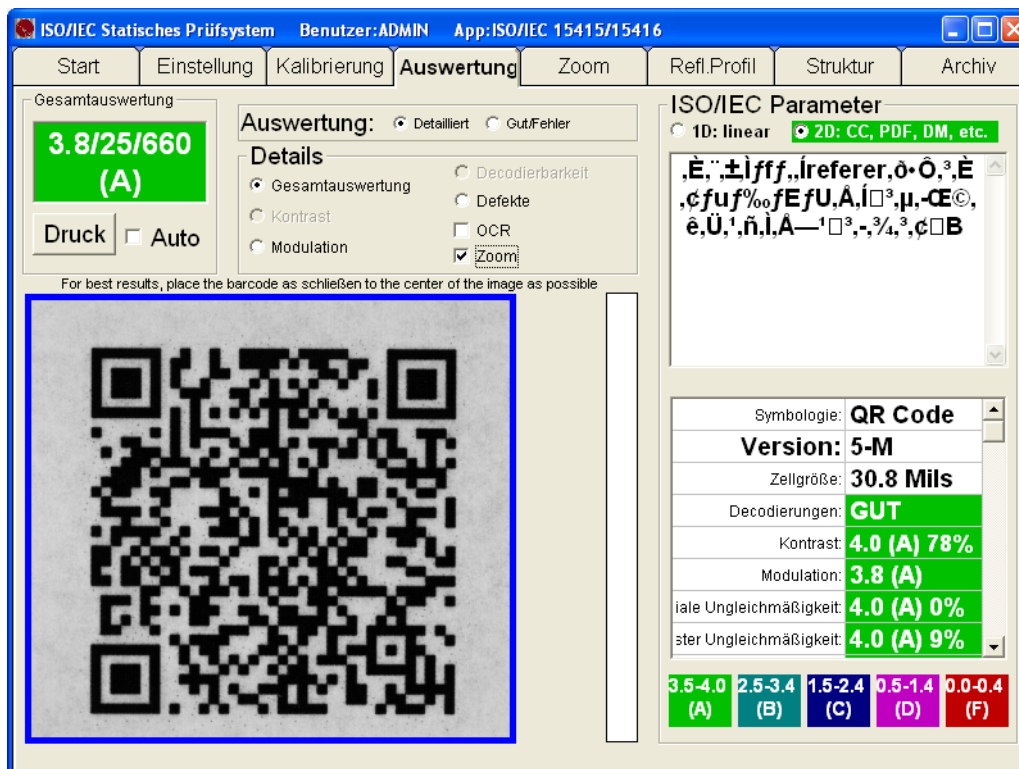 ISO/IEC Statisches Prüfsystem Benutzer:ADMIN App:ISO/IEC 15415/15416
Start Einstellung Kalibrierung Auswertung Zoom Refl.Profil Struktur Archiv
Gesamtauswertung
3.8/25/660
(A)
Druck Auto
Auswertung: Detailliert Gut/Fehler
Details
Gesamtauswertung
Kontrast
Modulation
Decodierbarkeit
Defekte
OCR
Zoom
For best results, place the barcode as schließen to the center of the image as possible
ISO/IEC Parameter
1D: linear 2D: CC, PDF, DM, etc.
Symbologie: QR Code
Version: 5-M
Zellgröße: 30.8 Mils
Decodierungen: GUT
Kontrast: 4.0 (A) 78%
Modulation: 3.8 (A)
iale Ungleichmäßigkeit: 4.0 (A) 0%
ster Ungleichmäßigkeit: 4.0 (A) 9%
3.5-4.0 2.5-3.4 1.5-2.4 0.5-1.4 0.0-0.4
(A) (B) (C) (D) (F)